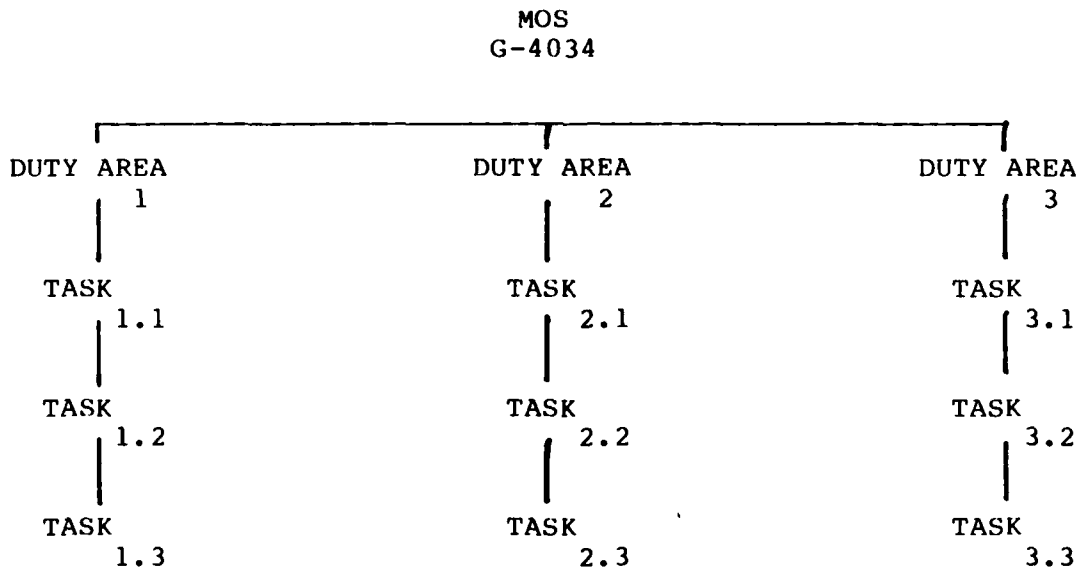 MOS
G-4034
DUTY AREA DUTY AREA DUTY AREA
1 2 3
TASK TASK TASK
1.1 2.1 3.1
TASK TASK TASK
1.2 2.2 3.2
TASK TASK TASK
1.3 2.3 3.3